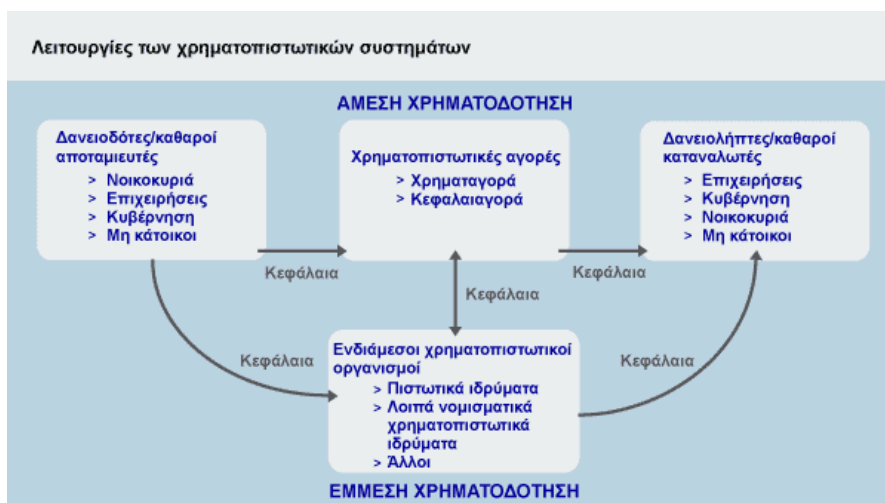 Λειτουργίες των χρηματοπιστωτικών συστημάτων
ΑΜΕΣΗ ΧΡΗΜΑΤΟΔΟΤΗΣΗ
Δανειοδότες/καθαροί
αποταμιευτές
> Νοικοκυριά
> Επιχειρήσεις
> Κυβέρνηση
> Μη κάτοικοι
Χρηματοπιστωτικές αγορές
> Χρηματαγορά
> Κεφαλαιαγορά
Δανειολήπτες/καθαροί
καταναλωτές
> Επιχειρήσεις
> Κυβέρνηση
> Νοικοκυριά
> Μη κάτοικοι
Κεφάλαια
Κεφάλαια
Κεφάλαια
Κεφάλαια
Κεφάλαια
Ενδιάμεσοι χρηματοπιστωτικοί
οργανισμοί
> Πιστωτικά ιδρύματα
> Λοιπά νομισματικά
χρηματοπιστωτικά
ιδρύματα
> Άλλοι
ΕΜΜΕΣΗ ΧΡΗΜΑΤΟΔΟΤΗΣΗ